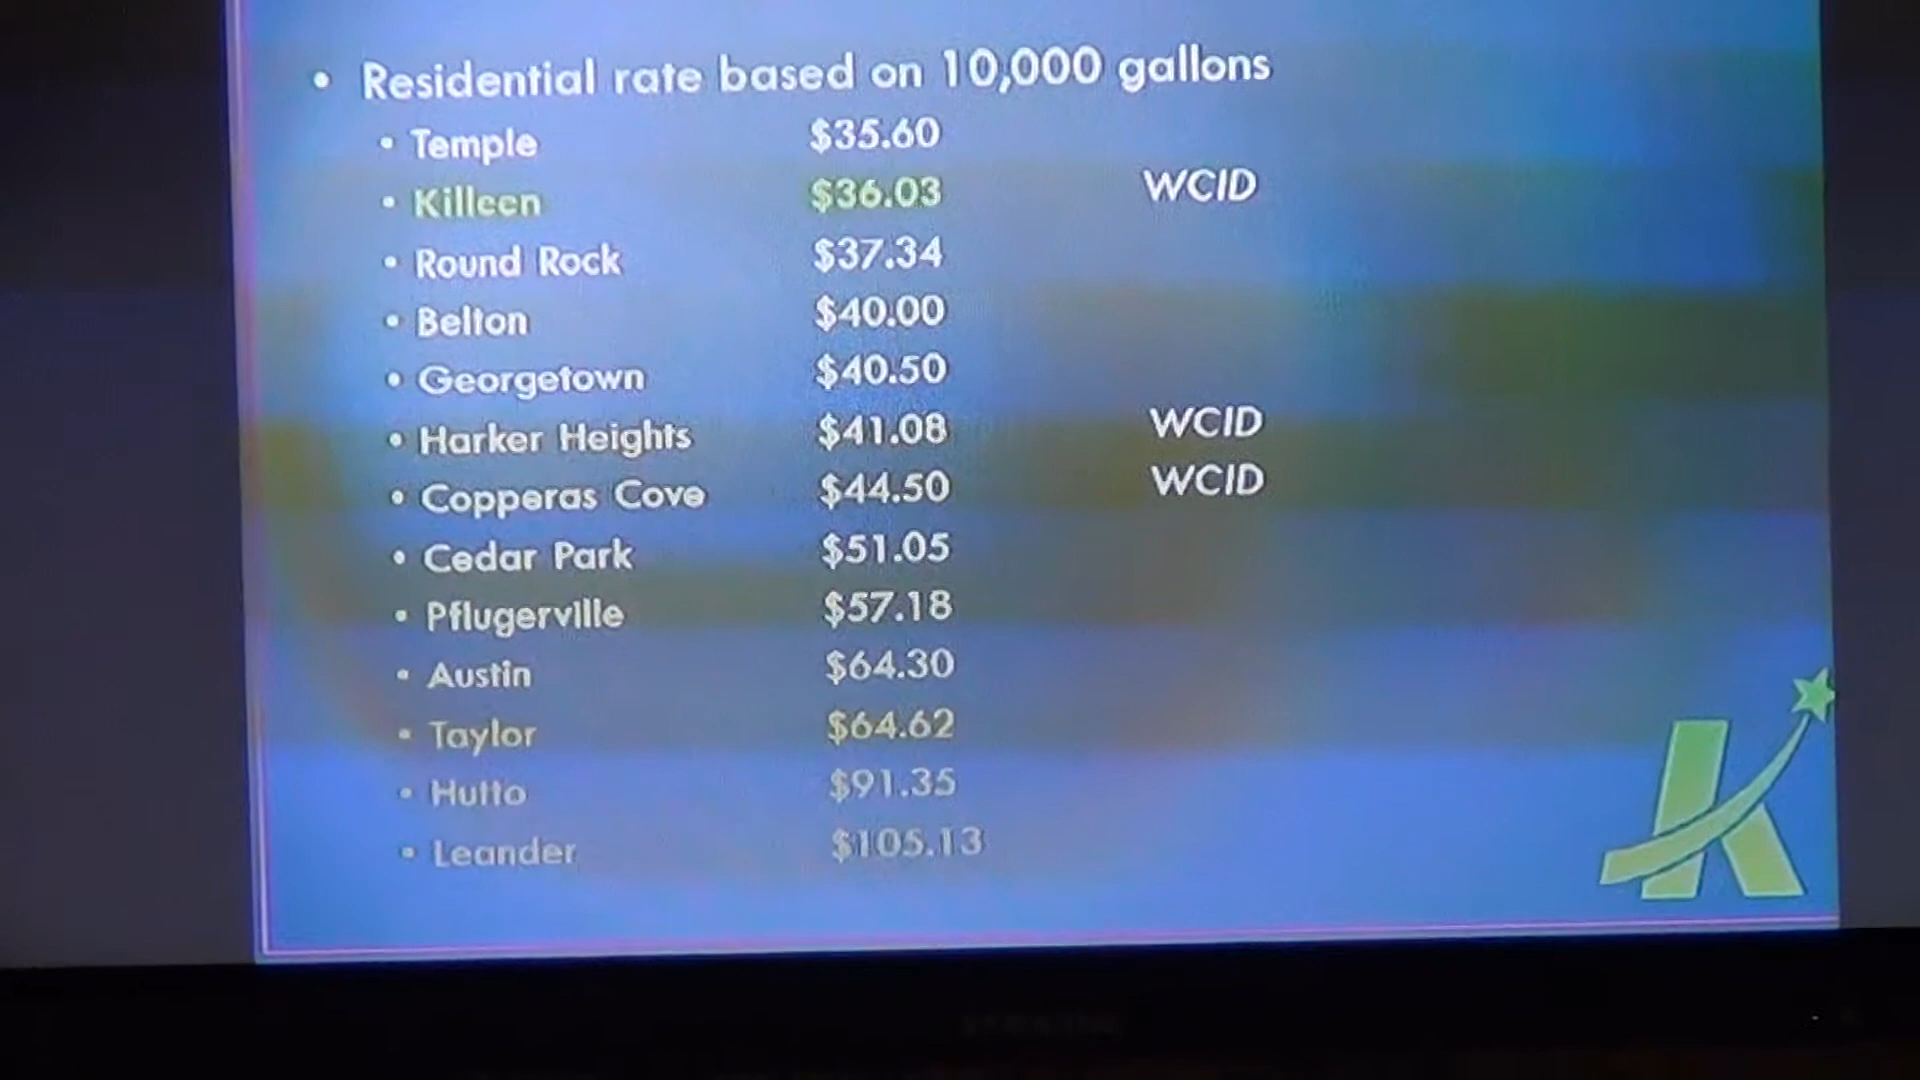 • Residential rate based on 10,000 gallons
• Temple $35.60
• Killeen $36.03 WCID
• Round Rock $37.34
• Belton $40.00
• Georgetown $40.50
• Harker Heights $41.08 WCID
• Copperas Cove $44.50 WCID
• Cedar Park $51.05
• Pflugerville $57.18
• Austin $64.30
• Taylor $64.62
• Hutto $91.35
• Leander $105.13
K